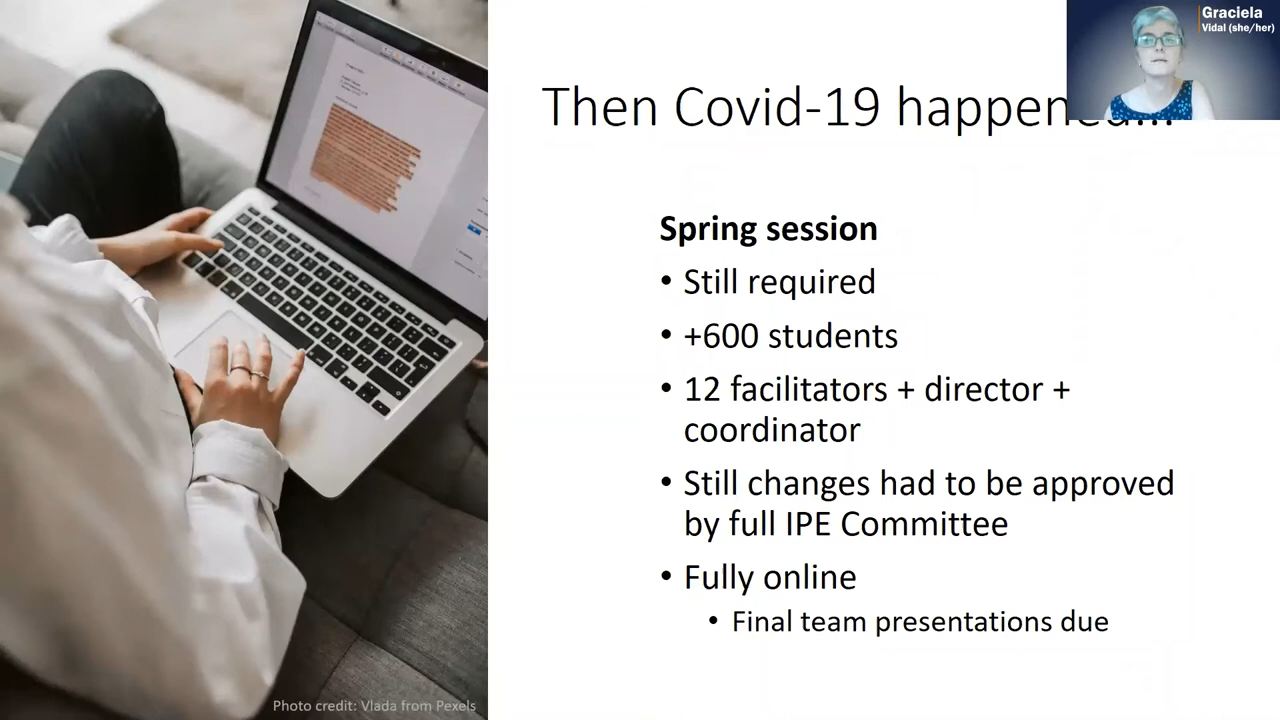 Graciela
Vidal (she/her)
Then Covid-19 happened...
Spring session
• Still required
• +600 students
• 12 facilitators + director +
coordinator
• Still changes had to be approved
by full IPE Committee
• Fully online
• Final team presentations due
Photo credit: Vlada from Pexels